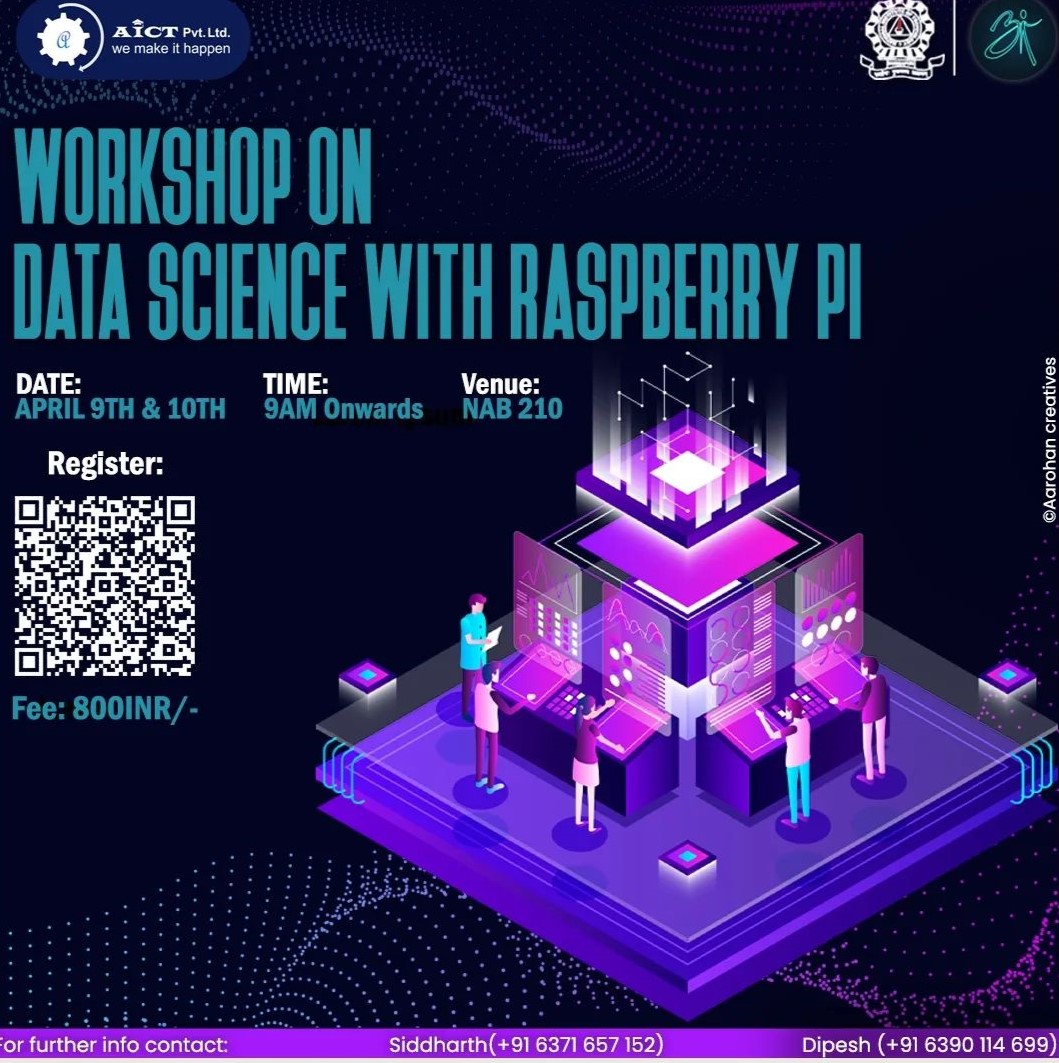 AiCT Pvt.Ltd.
we make it happen
WORKSHOP ON
DATA SCIENCE WITH RASPBERRY PI
DATE:
APRIL 9TH & 10TH
TIME:
9AM Onwards
Venue:
NAB 210
Register:
Fee: 800INR/-
©Aarohan creatives
For further info contact:
Siddharth(+91 6371 657 152)
Dipesh (+91 6390 114 699)